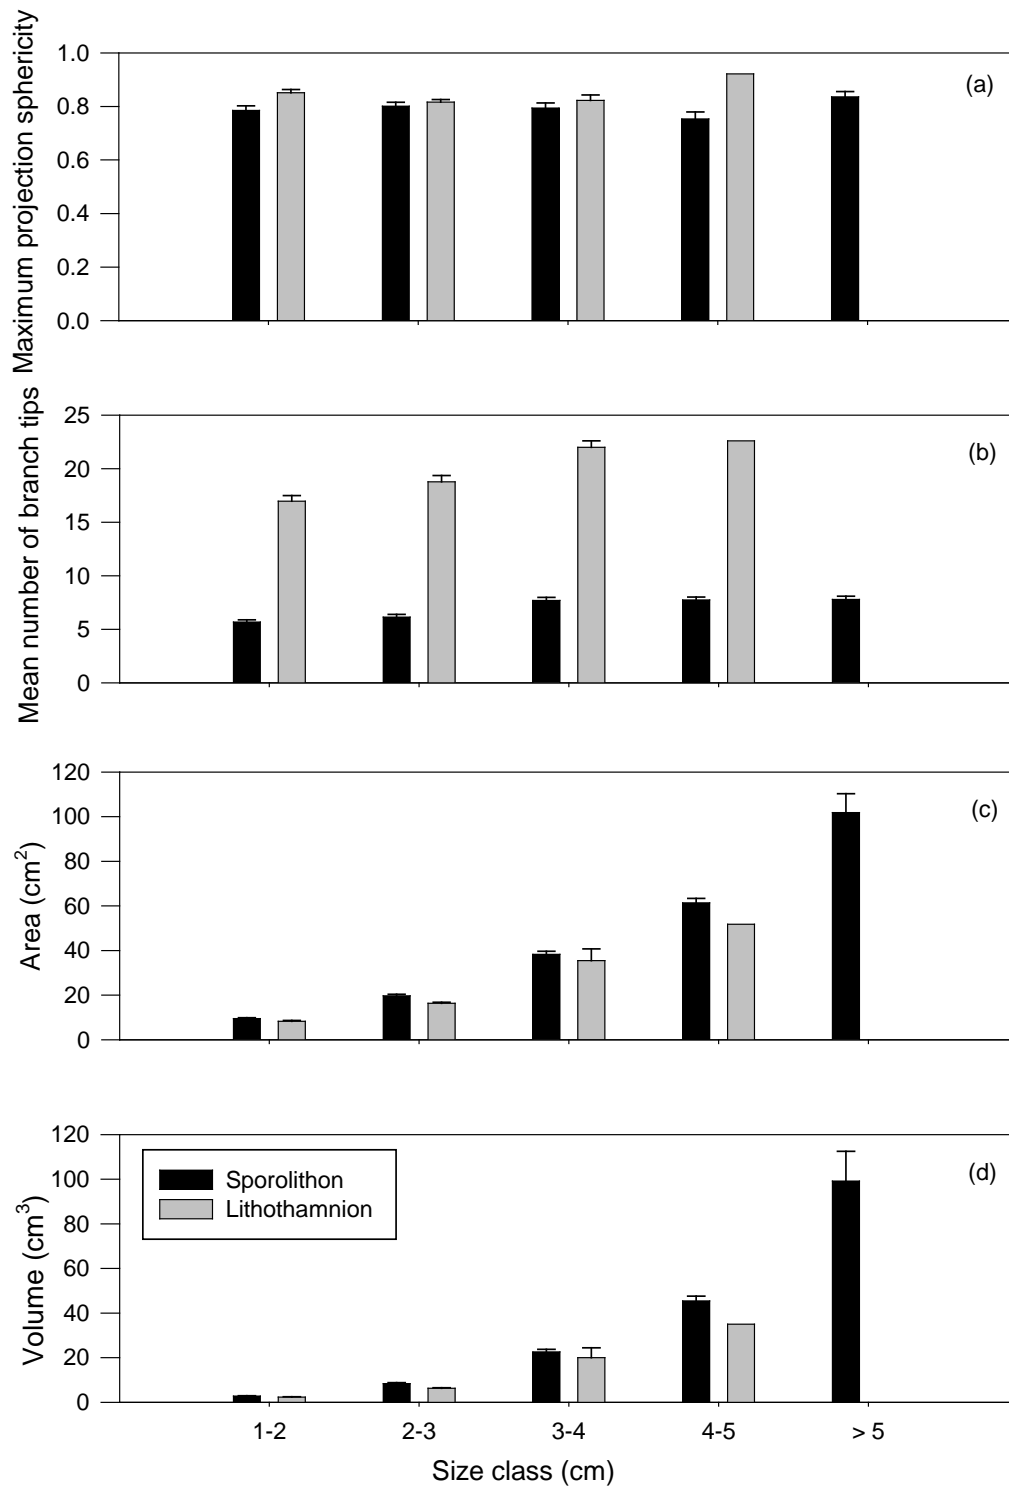 Maximum projection sphericity
1.0
0.8
0.6
0.4
0.2
0.0
(a)
Mean number of branch tips
25
20
15
10
5
0
(b)
Area (cm²)
120
100
80
60
40
20
0
(c)
Volume (cm³)
120
100
80
60
40
20
0
Sporolithon
Lithothamnion
(d)
1-2 2-3 3-4 4-5 > 5
Size class (cm)